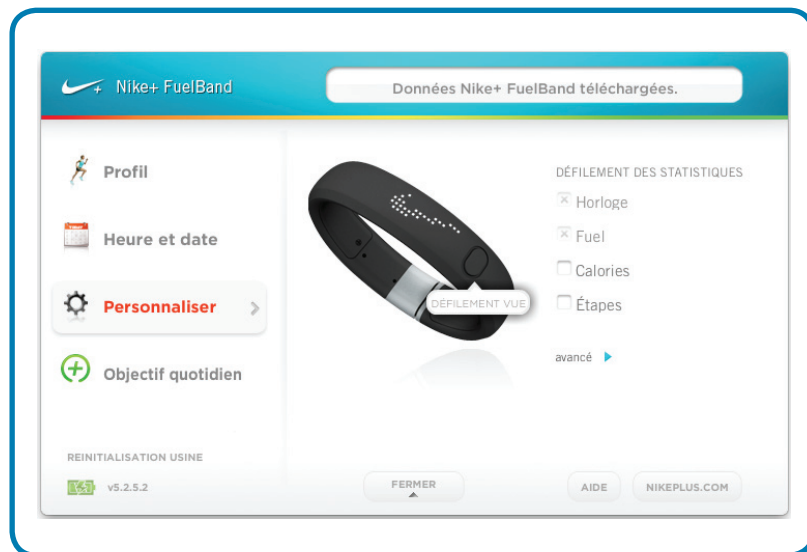 Nike+ FuelBand
Données Nike+ FuelBand téléchargées.
Profil
Heure et date
Personnaliser
Objectif quotidien
REINITIALISATION USINE
v5.2.5.2
DÉFILEMENT DES STATISTIQUES
Horloge
Fuel
Calories
Étapes
avancé
DÉFILEMENT VUE
FERMER
AIDE
NIKEPLUS.COM